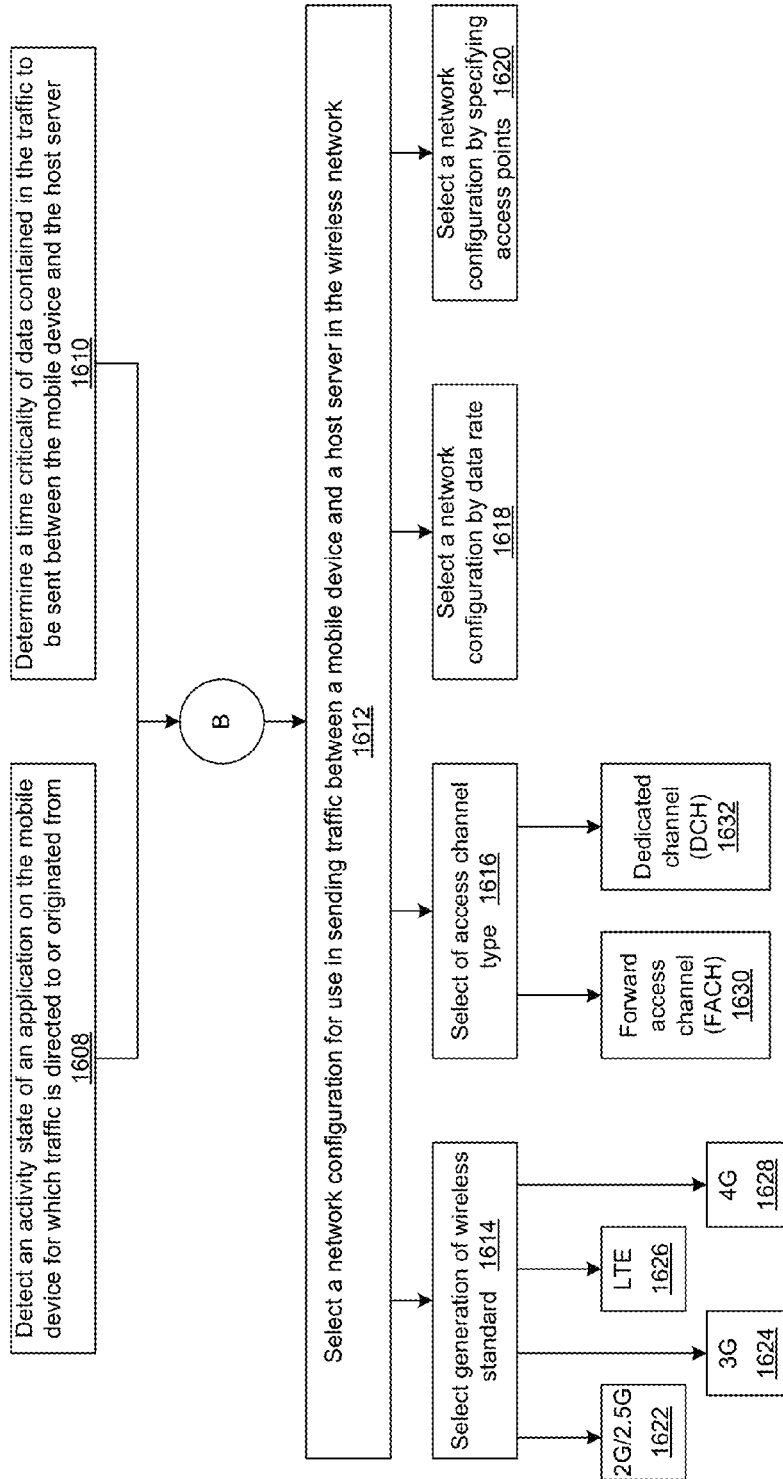 Detect an activity state of an application on the mobile
device for which traffic is directed to or originated from
1608
Determine a time criticality of data contained in the traffic to
be sent between the mobile device and the host server
1610
B
Select a network configuration for use in sending traffic between a mobile device and a host server in the wireless network
1612
Select generation of wireless
standard 1614
Select of access channel
type 1616
Select a network
configuration by data rate
1618
Select a network
configuration by specifying
access points 1620
2G/2.5G
1622
3G
1624
LTE
1626
4G
1628
Forward
access
channel
(FACH)
1630
Dedicated
channel
(DCH)
1632